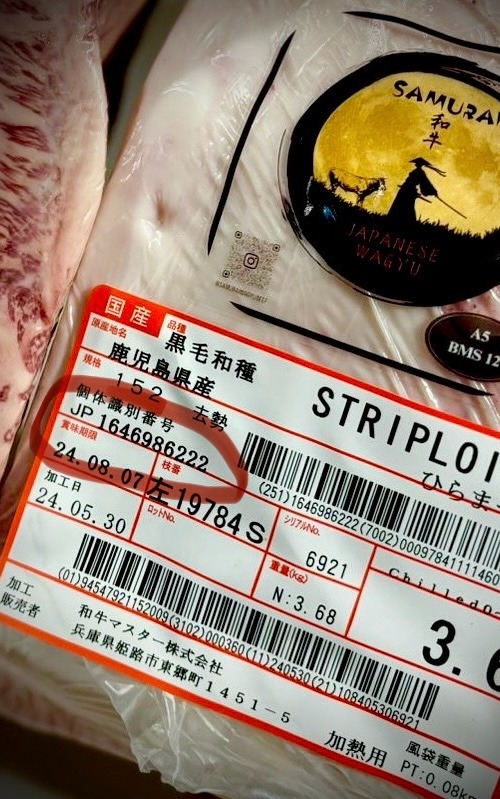 SAMURAI
和牛
JAPANESE
WAGYU
A5
BMS 12
国産
品種
黒毛和種
原産地名
鹿児島県産
規格
152 去勢
STRIPLOI
ひらま
個体識別番号
JP 1646986222
(251)1646986222(7002)00097841111460
賞味期限
24.08.07
枝番
左19784S
加工日
24.05.30
ロットNo.
シリアルNo.
6921
重量(kg)
N:3.68
Chilled
3.6
(01)94547921152009(3102)000360(11)240530(21)108405306921
加工
販売者
和牛マスター株式会社
兵庫県姫路市東郷町1451-5
加熱用
風袋重量
PT:0.08k